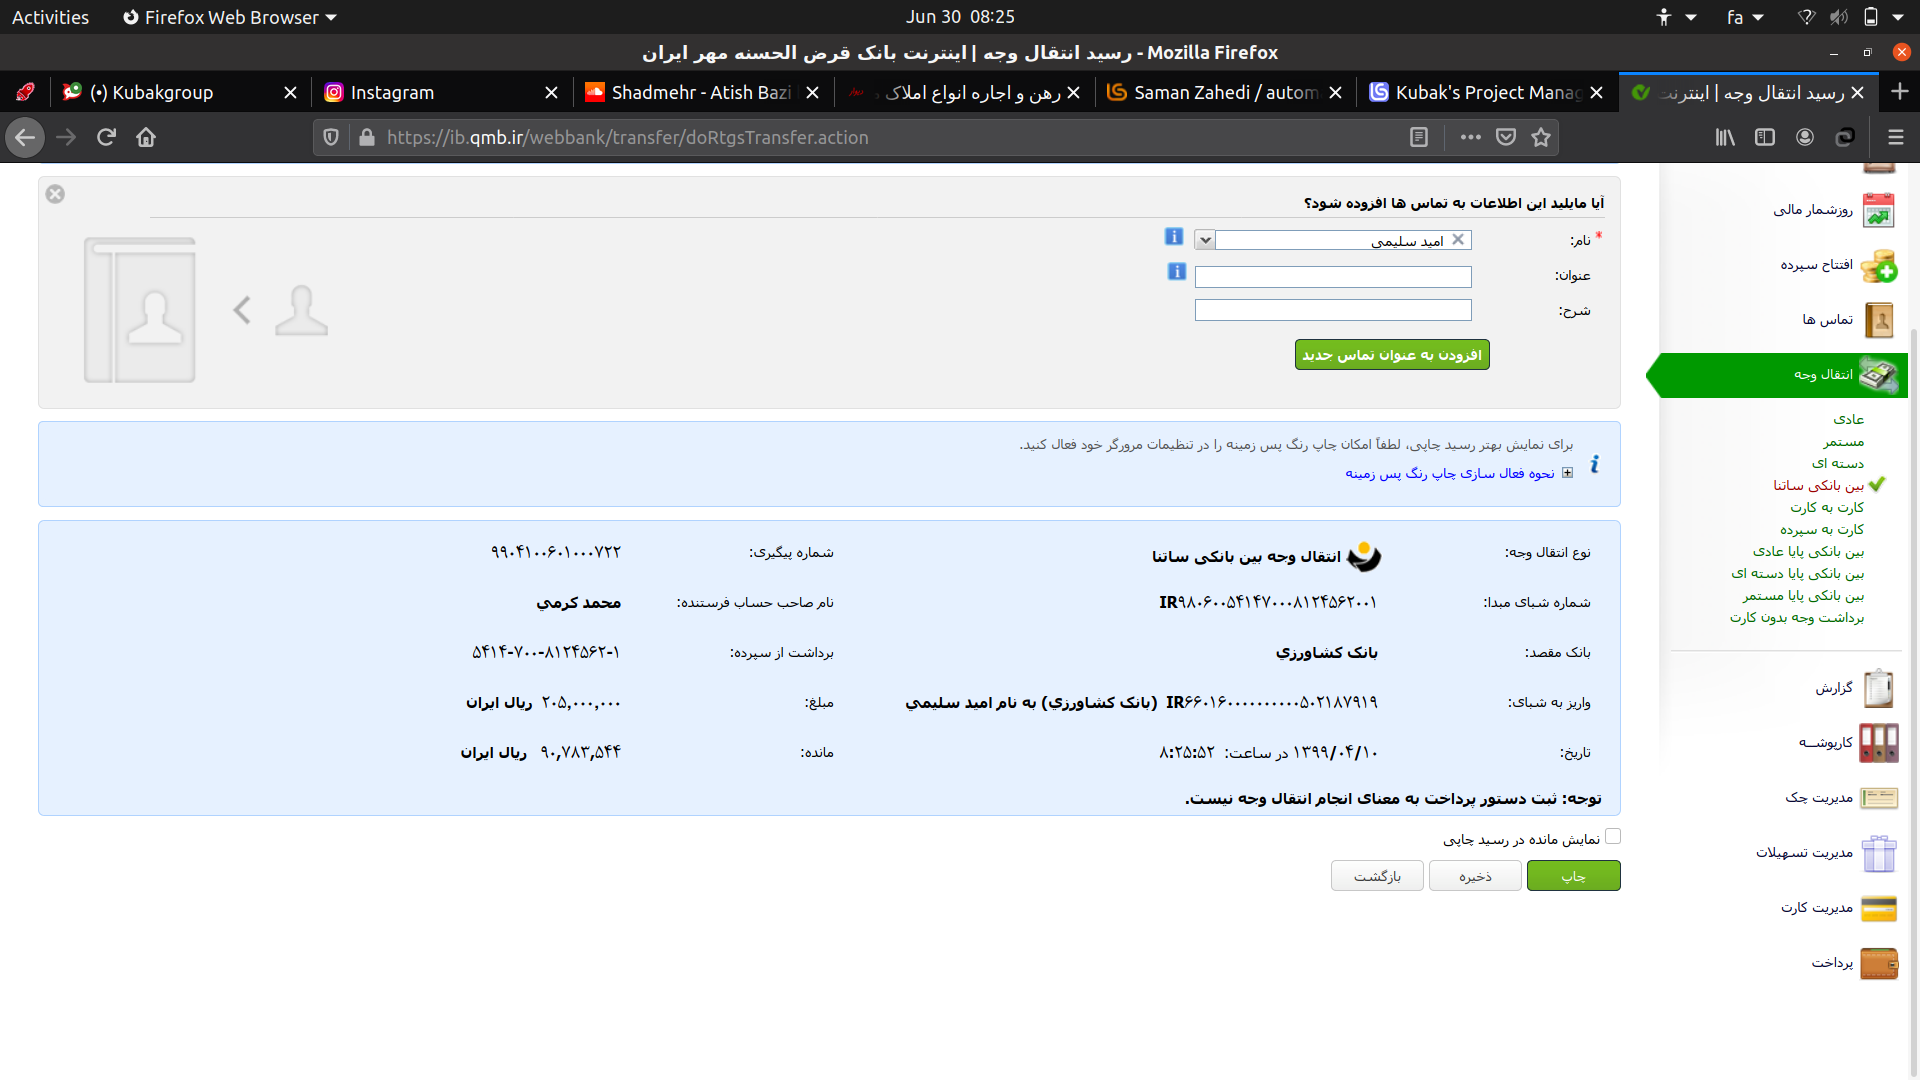 Activities
Firefox Web Browser
Jun 30 08:25
fa
رسید انتقال وجه | اینترنت بانک قرض الحسنه مهر ایران - Mozilla Firefox
(•) Kubakgroup
Instagram
Shadmehr - Atish Bazi
رهن و اجاره انواع املاک
Saman Zahedi / autom
Kubak's Project Manag
رسید انتقال وجه | اینترنت
https://ib.qmb.ir/webbank/transfer/doRtgsTransfer.action
آیا مایلید این اطلاعات به تماس ها افزوده شود؟
* نام: امید سلیمی
عنوان:
شرح:
افزودن به عنوان تماس جدید
برای نمایش بهتر رسید چاپی، لطفاً امکان چاپ رنگ پس زمینه را در تنظیمات مرورگر خود فعال کنید.
نحوه فعال سازی چاپ رنگ پس زمینه
نوع انتقال وجه: انتقال وجه بین بانکی ساتنا شماره پیگیری: ۹۹۰۴۱۰۰۶۰۱۰۰۰۷۲۲
شماره شبای مبدا: IR۹۸۰۶۰۰۵۴۱۴۷۰۰۰۸۱۲۴۵۶۲۰۰۱ نام صاحب حساب فرستنده: محمد کرمي
بانک مقصد: بانک کشاورزي برداشت از سپرده: ۵۴۱۴-۷۰۰-۸۱۲۴۵۶۲-۱
واریز به شبای: IR۶۶۰۱۶۰۰۰۰۰۰۰۰۰۰۵۰۲۱۸۷۹۱۹ (بانک کشاورزي) به نام امید سلیمي مبلغ: ۲۰۵,۰۰۰,۰۰۰ ریال ایران
تاریخ: ۱۳۹۹/۰۴/۱۰ در ساعت: ۸:۲۵:۵۲ مانده: ۹۰,۷۸۳,۵۴۴ ریال ایران
توجه: ثبت دستور پرداخت به معنای انجام انتقال وجه نیست.
نمایش مانده در رسید چاپی
چاپ ذخیره بازگشت
روزشمار مالی
افتتاح سپرده
تماس ها
انتقال وجه
عادی
مستمر
دسته ای
بین بانکی ساتنا
کارت به کارت
کارت به سپرده
بین بانکی پایا عادی
بین بانکی پایا دسته ای
بین بانکی پایا مستمر
برداشت وجه بدون کارت
گزارش
کارپوشــه
مدیریت چک
مدیریت تسهیلات
مدیریت کارت
پرداخت